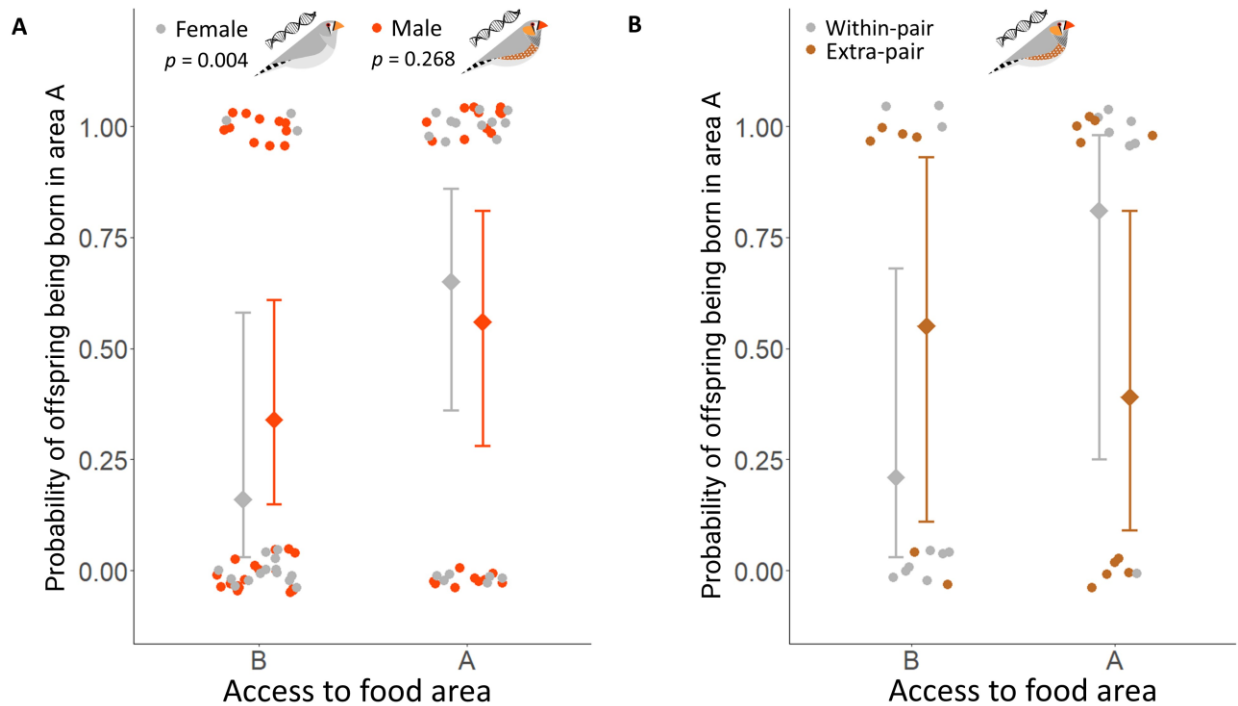 A
Female
p = 0.004
Male
p = 0.268
Probability of offspring being born in area A
1.00
0.75
0.50
0.25
0.00
B
A
Access to food area
B
Within-pair
Extra-pair
Probability of offspring being born in area A
1.00
0.75
0.50
0.25
0.00
B
A
Access to food area